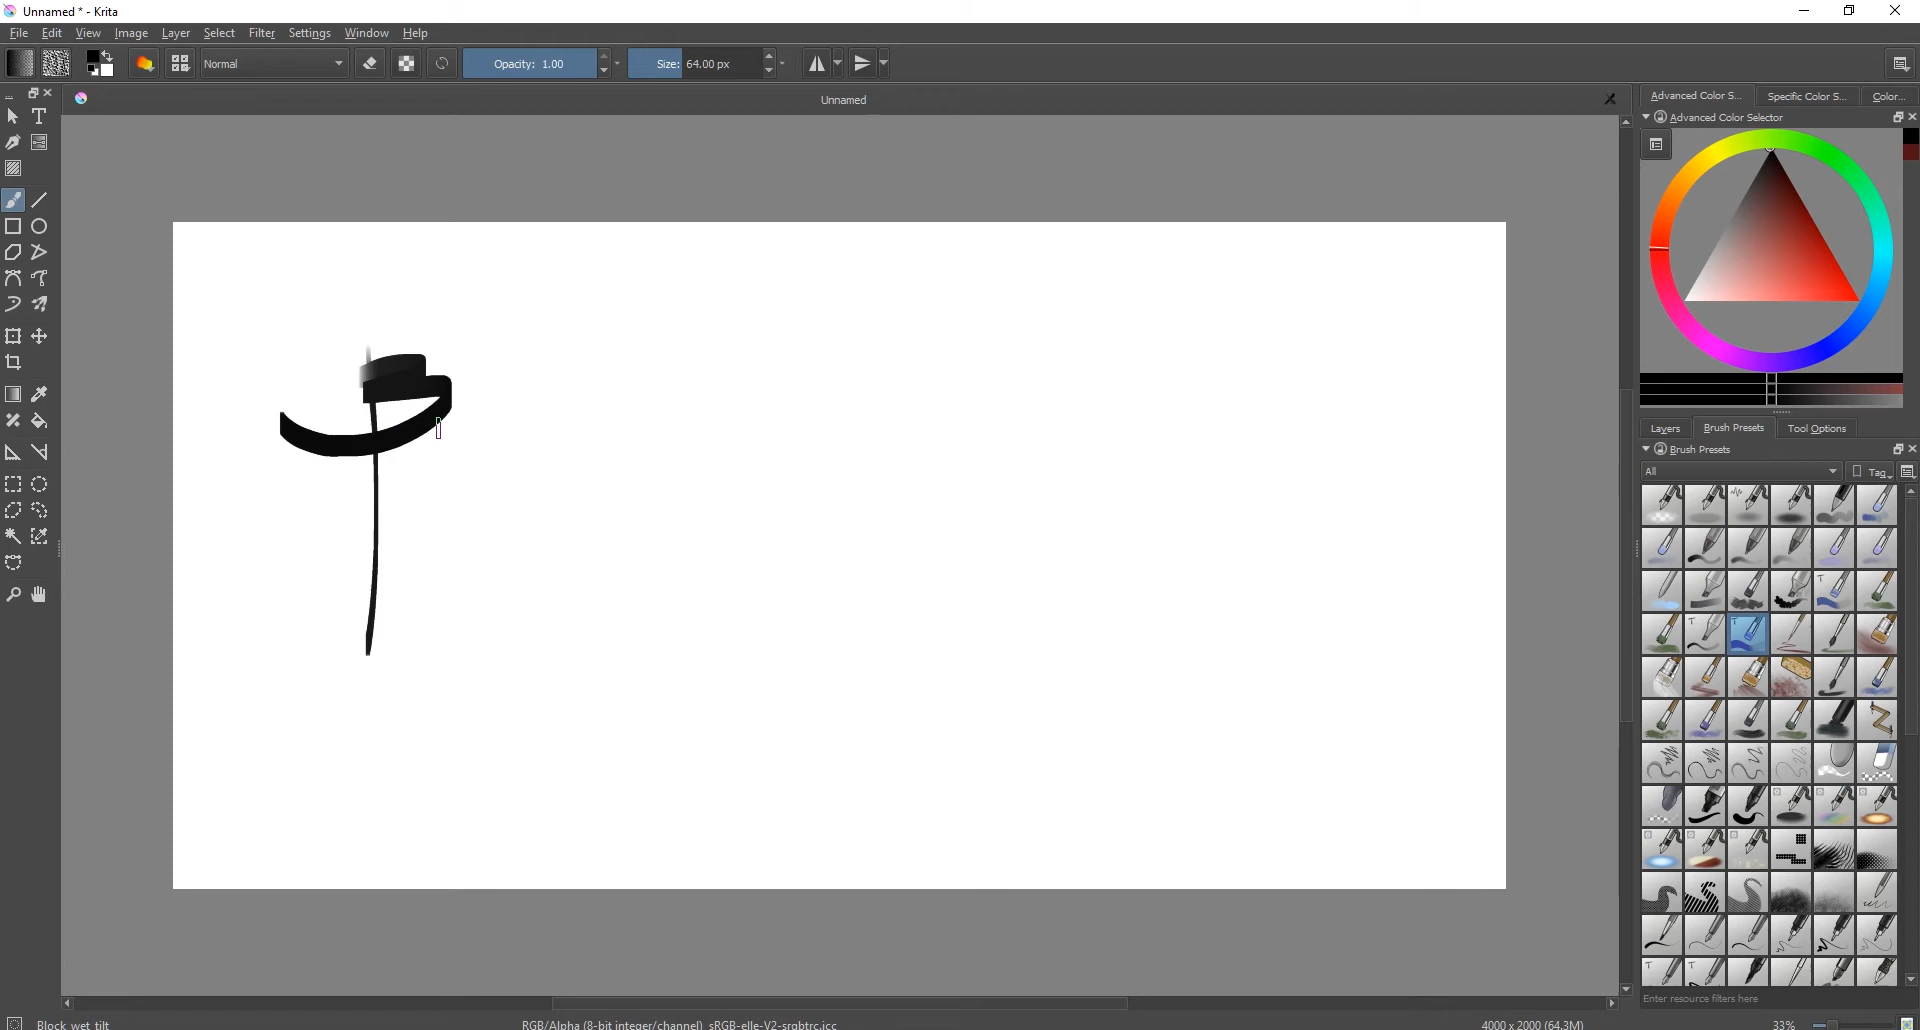 Unnamed * - Krita
File Edit View Image Layer Select Filter Settings Window Help
Normal Opacity: 1.00 Size: 64.00 px
Unnamed
Advanced Color S... Specific Color S... Color...
Advanced Color Selector
Layers Brush Presets Tool Options
Brush Presets
All Tag
Enter resource filters here
Block wet tilt RGB/Alpha (8-bit integer/channel) sRGB-elle-V2-srgbtrc.icc 4000 x 2000 (64.3M) 33%